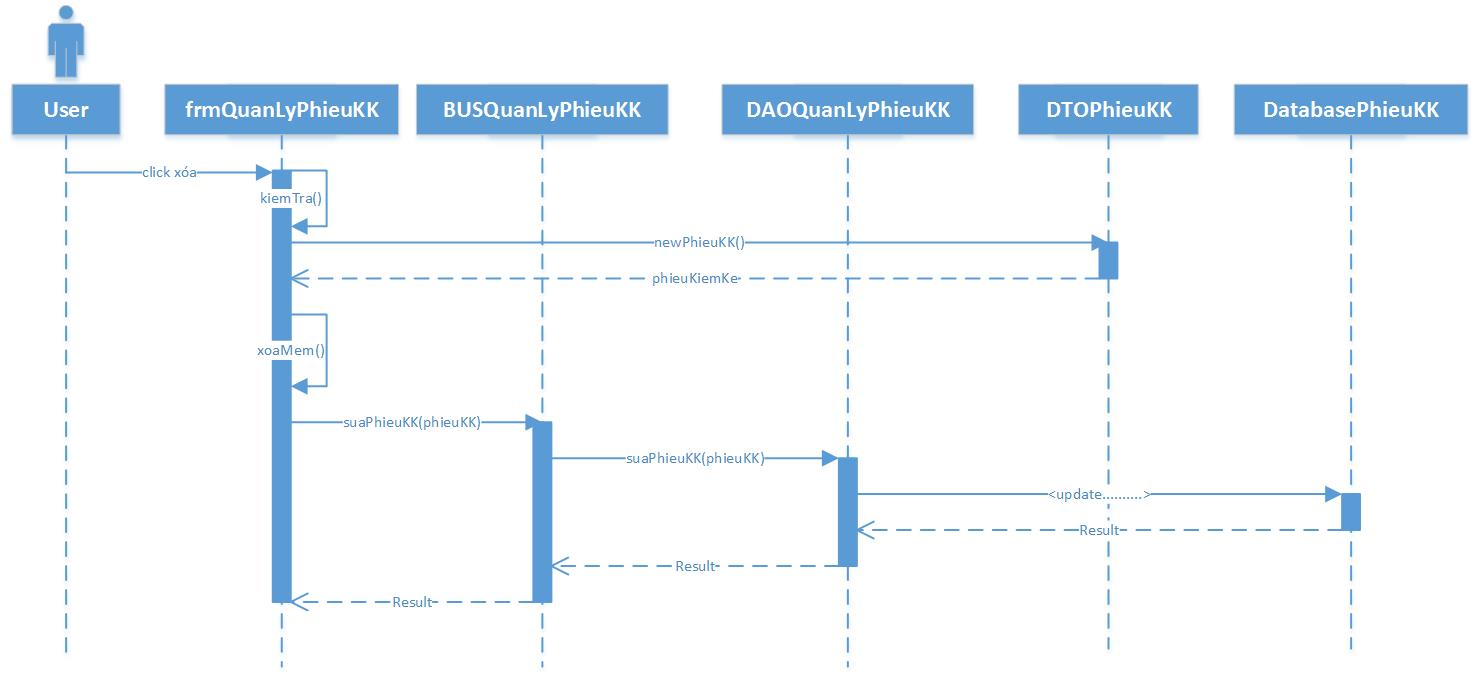 User
frmQuanLyPhieuKK
BUSQuanLyPhieuKK
DAOQuanLyPhieuKK
DTOPhieuKK
DatabasePhieuKK
click xóa
kiemTra()
newPhieuKK()
phieuKiemKe
xoaMem()
suaPhieuKK(phieuKK)
suaPhieuKK(phieuKK)
<update..........>
Result
Result
Result